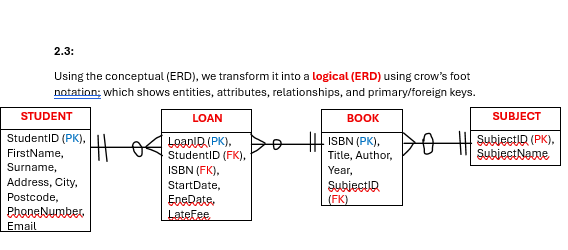 2.3:
Using the conceptual (ERD), we transform it into a logical (ERD) using crow's foot
notation; which shows entities, attributes, relationships, and primary/foreign keys.
STUDENT
StudentID (PK),
FirstName,
Surname,
Address, City,
Postcode,
PhoneNumber,
Email
LOAN
LoanID (PK),
StudentID (FK),
ISBN (FK),
StartDate,
EneDate,
LateFee
BOOK
ISBN (PK),
Title, Author,
Year,
SubjectID
(FK)
SUBJECT
SubjectID (PK),
SubjectName